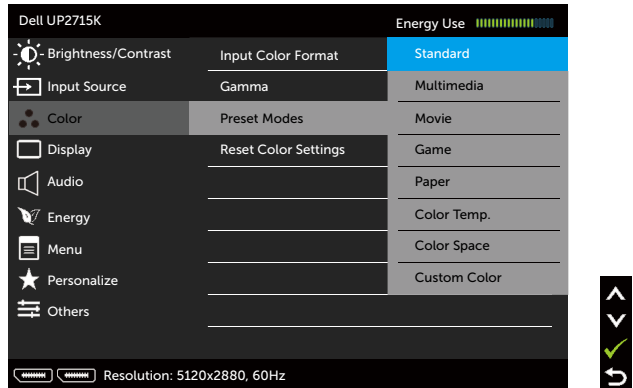 Dell UP2715K
Energy Use
Brightness/Contrast
Input Source
Color
Display
Audio
Energy
Menu
Personalize
Others
Input Color Format
Gamma
Preset Modes
Reset Color Settings
Standard
Multimedia
Movie
Game
Paper
Color Temp.
Color Space
Custom Color
Resolution: 5120x2880, 60Hz